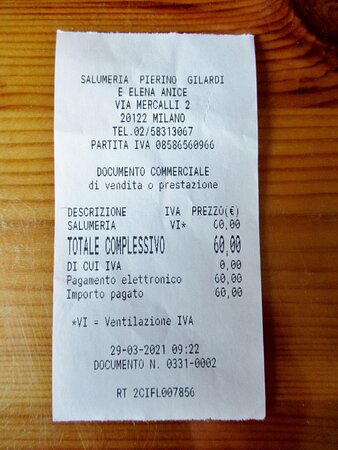 SALUMERIA PIERINO GILARDI
E ELENA ANICE
VIA MERCALLI 2
20122 MILANO
TEL.02/58313067
PARTITA IVA 08586560966
DOCUMENTO COMMERCIALE
di vendita o prestazione
DESCRIZIONE IVA PREZZO(€)
SALUMERIA VI* 60,00
TOTALE COMPLESSIVO 60,00
DI CUI IVA 0,00
Pagamento elettronico 60,00
Importo pagato 60,00
*VI = Ventilazione IVA
29-03-2021 09:22
DOCUMENTO N. 0331-0002
RT 2CIFL007856